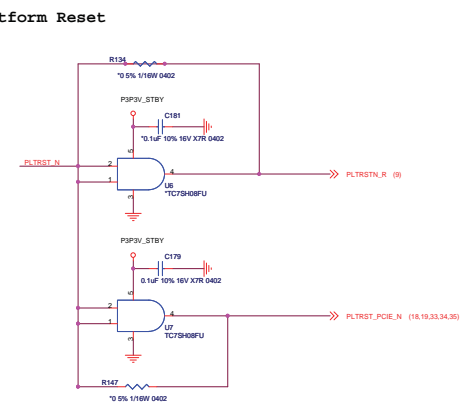 tform Reset
R134
*0 5% 1/16W 0402
P3P3V_STBY
C181
*0.1uF 10% 16V X7R 0402
5
PLTRST_N
2
4
1
PLTRSTN_R (9)
U6
*TC7SH08FU
3
P3P3V_STBY
C179
0.1uF 10% 16V X7R 0402
5
2
4
1
PLTRST_PCIE_N (18,19,33,34,35)
U7
TC7SH08FU
3
R147
*0 5% 1/16W 0402